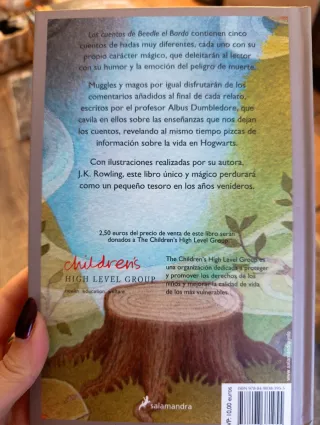 Los cuentos de Beedle el Bardo contienen cinco
cuentos de hadas muy diferentes, cada uno con su
propio carácter mágico, que deleitarán al lector
con su humor y la emoción del peligro de muerte.
Muggles y magos por igual disfrutarán de los
comentarios añadidos al final de cada relato,
escritos por el profesor Albus Dumbledore, que
cavila en ellos sobre las enseñanzas que nos dejan
los cuentos, revelando al mismo tiempo pizcas de
información sobre la vida en Hogwarts.
Con ilustraciones realizadas por su autora,
J.K. Rowling, este libro único y mágico perdurará
como un pequeño tesoro en los años venideros.
2,50 euros del precio de venta de este libro serán
donados a The Children's High Level Group.
children's
HIGH LEVEL GROUP
The Children's High Level Group es
una organización dedicada a proteger
y promover los derechos de los
niños y mejorar la calidad de vida
de los más vulnerables.
salamandra
PVP: 10,00 euros